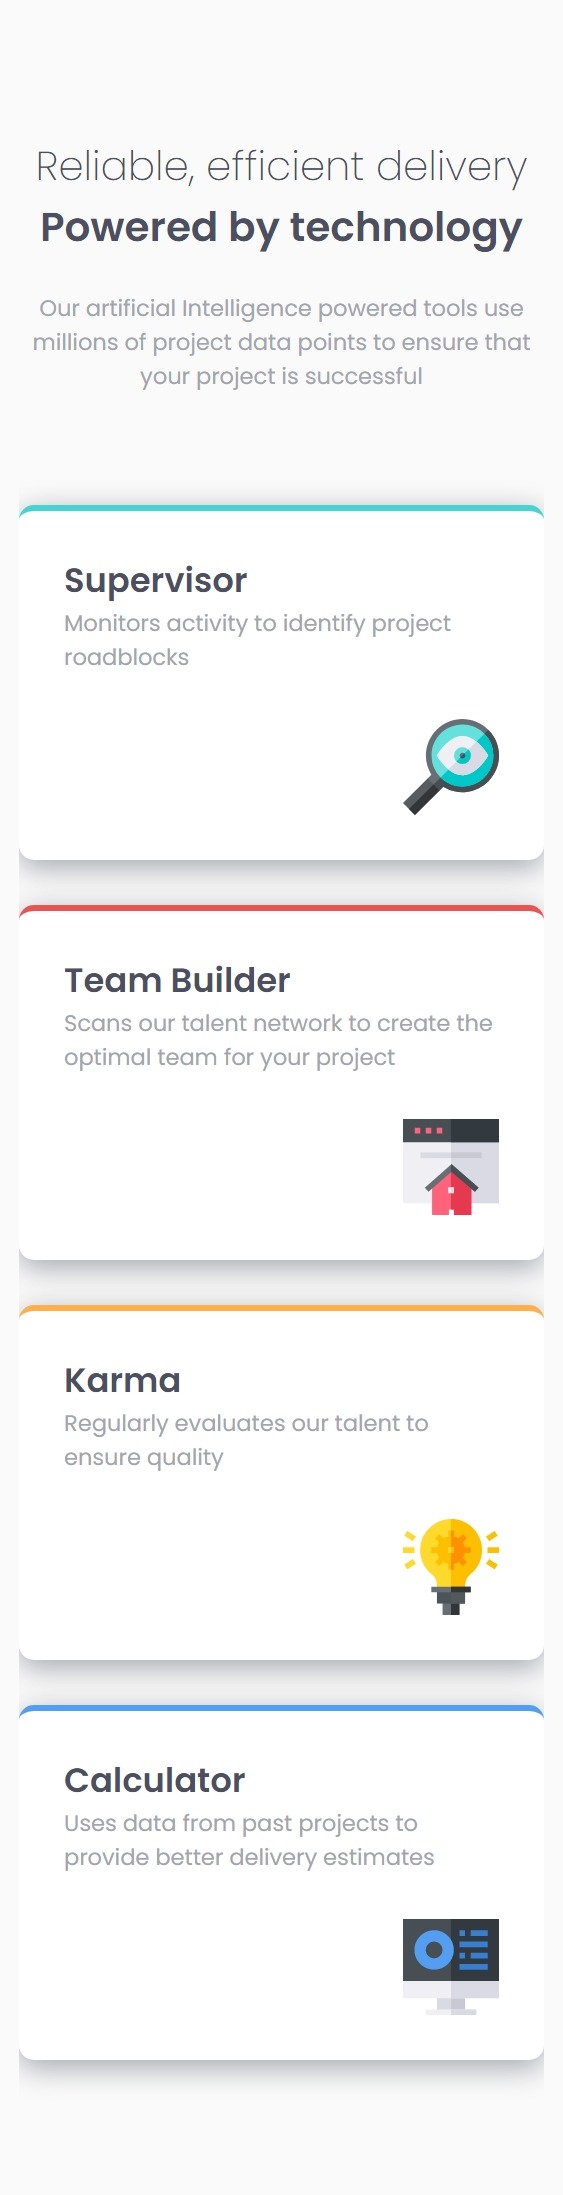 Reliable, efficient delivery
Powered by technology
Our artificial Intelligence powered tools use
millions of project data points to ensure that
your project is successful
Supervisor
Monitors activity to identify project
roadblocks
Team Builder
Scans our talent network to create the
optimal team for your project
Karma
Regularly evaluates our talent to
ensure quality
Calculator
Uses data from past projects to
provide better delivery estimates